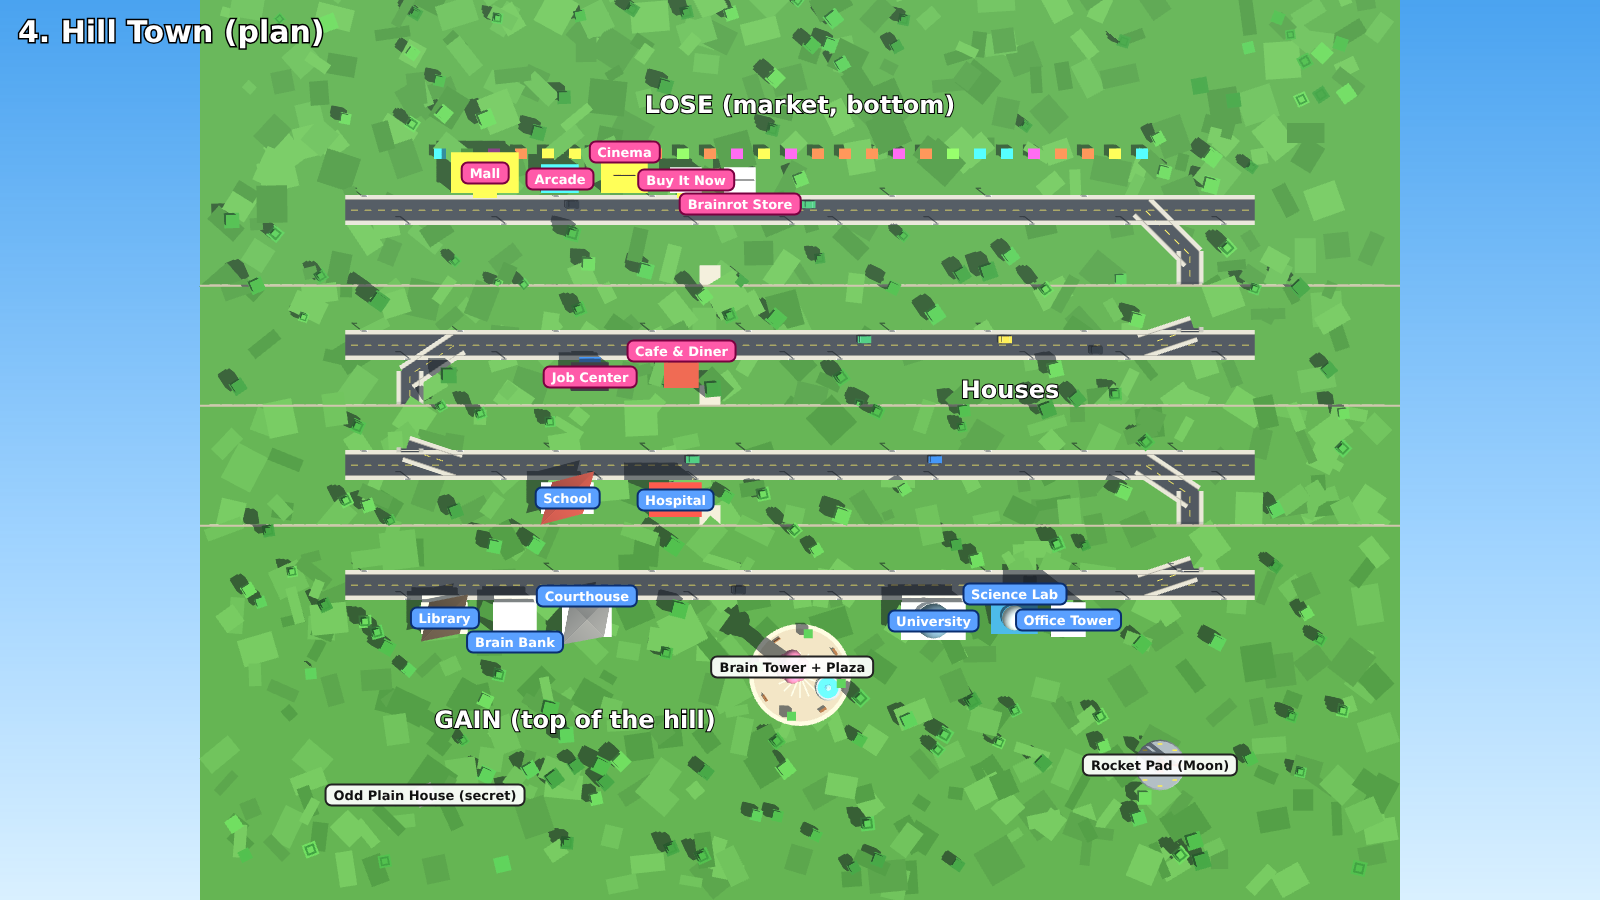 4. Hill Town (plan)
LOSE (market, bottom)
Cinema
Mall
Arcade
Buy It Now
Brainrot Store
Cafe & Diner
Job Center
Houses
School
Hospital
Courthouse
Science Lab
Library
University
Office Tower
Brain Bank
Brain Tower + Plaza
GAIN (top of the hill)
Rocket Pad (Moon)
Odd Plain House (secret)